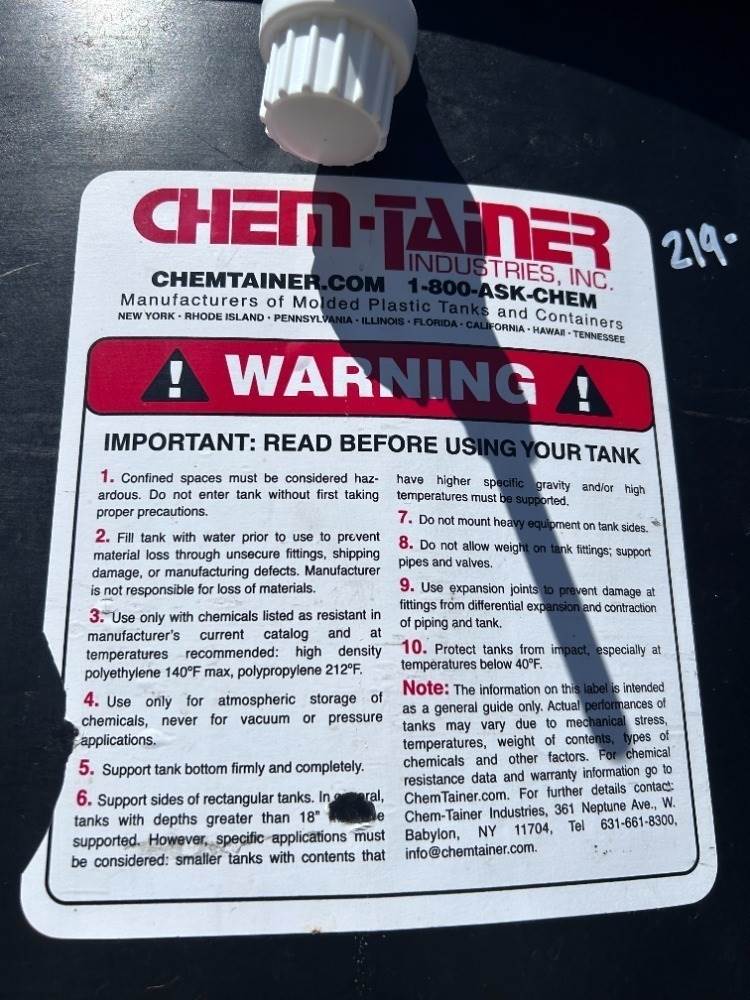 CHEM-TAINER
INDUSTRIES, INC.
219-
CHEMTAINER.COM 1-800-ASK-CHEM
Manufacturers of Molded Plastic Tanks and Containers
NEW YORK · RHODE ISLAND · PENNSYLVANIA · ILLINOIS · FLORIDA · CALIFORNIA · HAWAII · TENNESSEE
! WARNING !
IMPORTANT: READ BEFORE USING YOUR TANK
1. Confined spaces must be considered haz-
ardous. Do not enter tank without first taking
proper precautions.
2. Fill tank with water prior to use to prevent
material loss through unsecure fittings, shipping
damage, or manufacturing defects. Manufacturer
is not responsible for loss of materials.
3. Use only with chemicals listed as resistant in
manufacturer's current catalog and at
temperatures recommended: high density
polyethylene 140ºF max, polypropylene 212ºF.
4. Use only for atmospheric storage of
chemicals, never for vacuum or pressure
applications.
5. Support tank bottom firmly and completely.
6. Support sides of rectangular tanks. In
tanks with depths greater than 18"
supported. However, specific applications must
be considered: smaller tanks with contents that
have higher specific gravity and/or high
temperatures must be supported.
7. Do not mount heavy equipment on tank sides.
8. Do not allow weight on tank fittings; support
pipes and valves.
9. Use expansion joints to prevent damage at
fittings from differential expansion and contraction
of piping and tank.
10. Protect tanks from impact, especially at
temperatures below 40ºF.
Note: The information on this label is intended
as a general guide only. Actual performances of
tanks may vary due to mechanical stress,
temperatures, weight of contents, types of
chemicals and other factors. For chemical
resistance data and warranty information go to
ChemTainer.com. For further details contact:
Chem-Tainer Industries, 361 Neptune Ave., W.
Babylon, NY 11704, Tel 631-661-8300,
info@chemtainer.com.